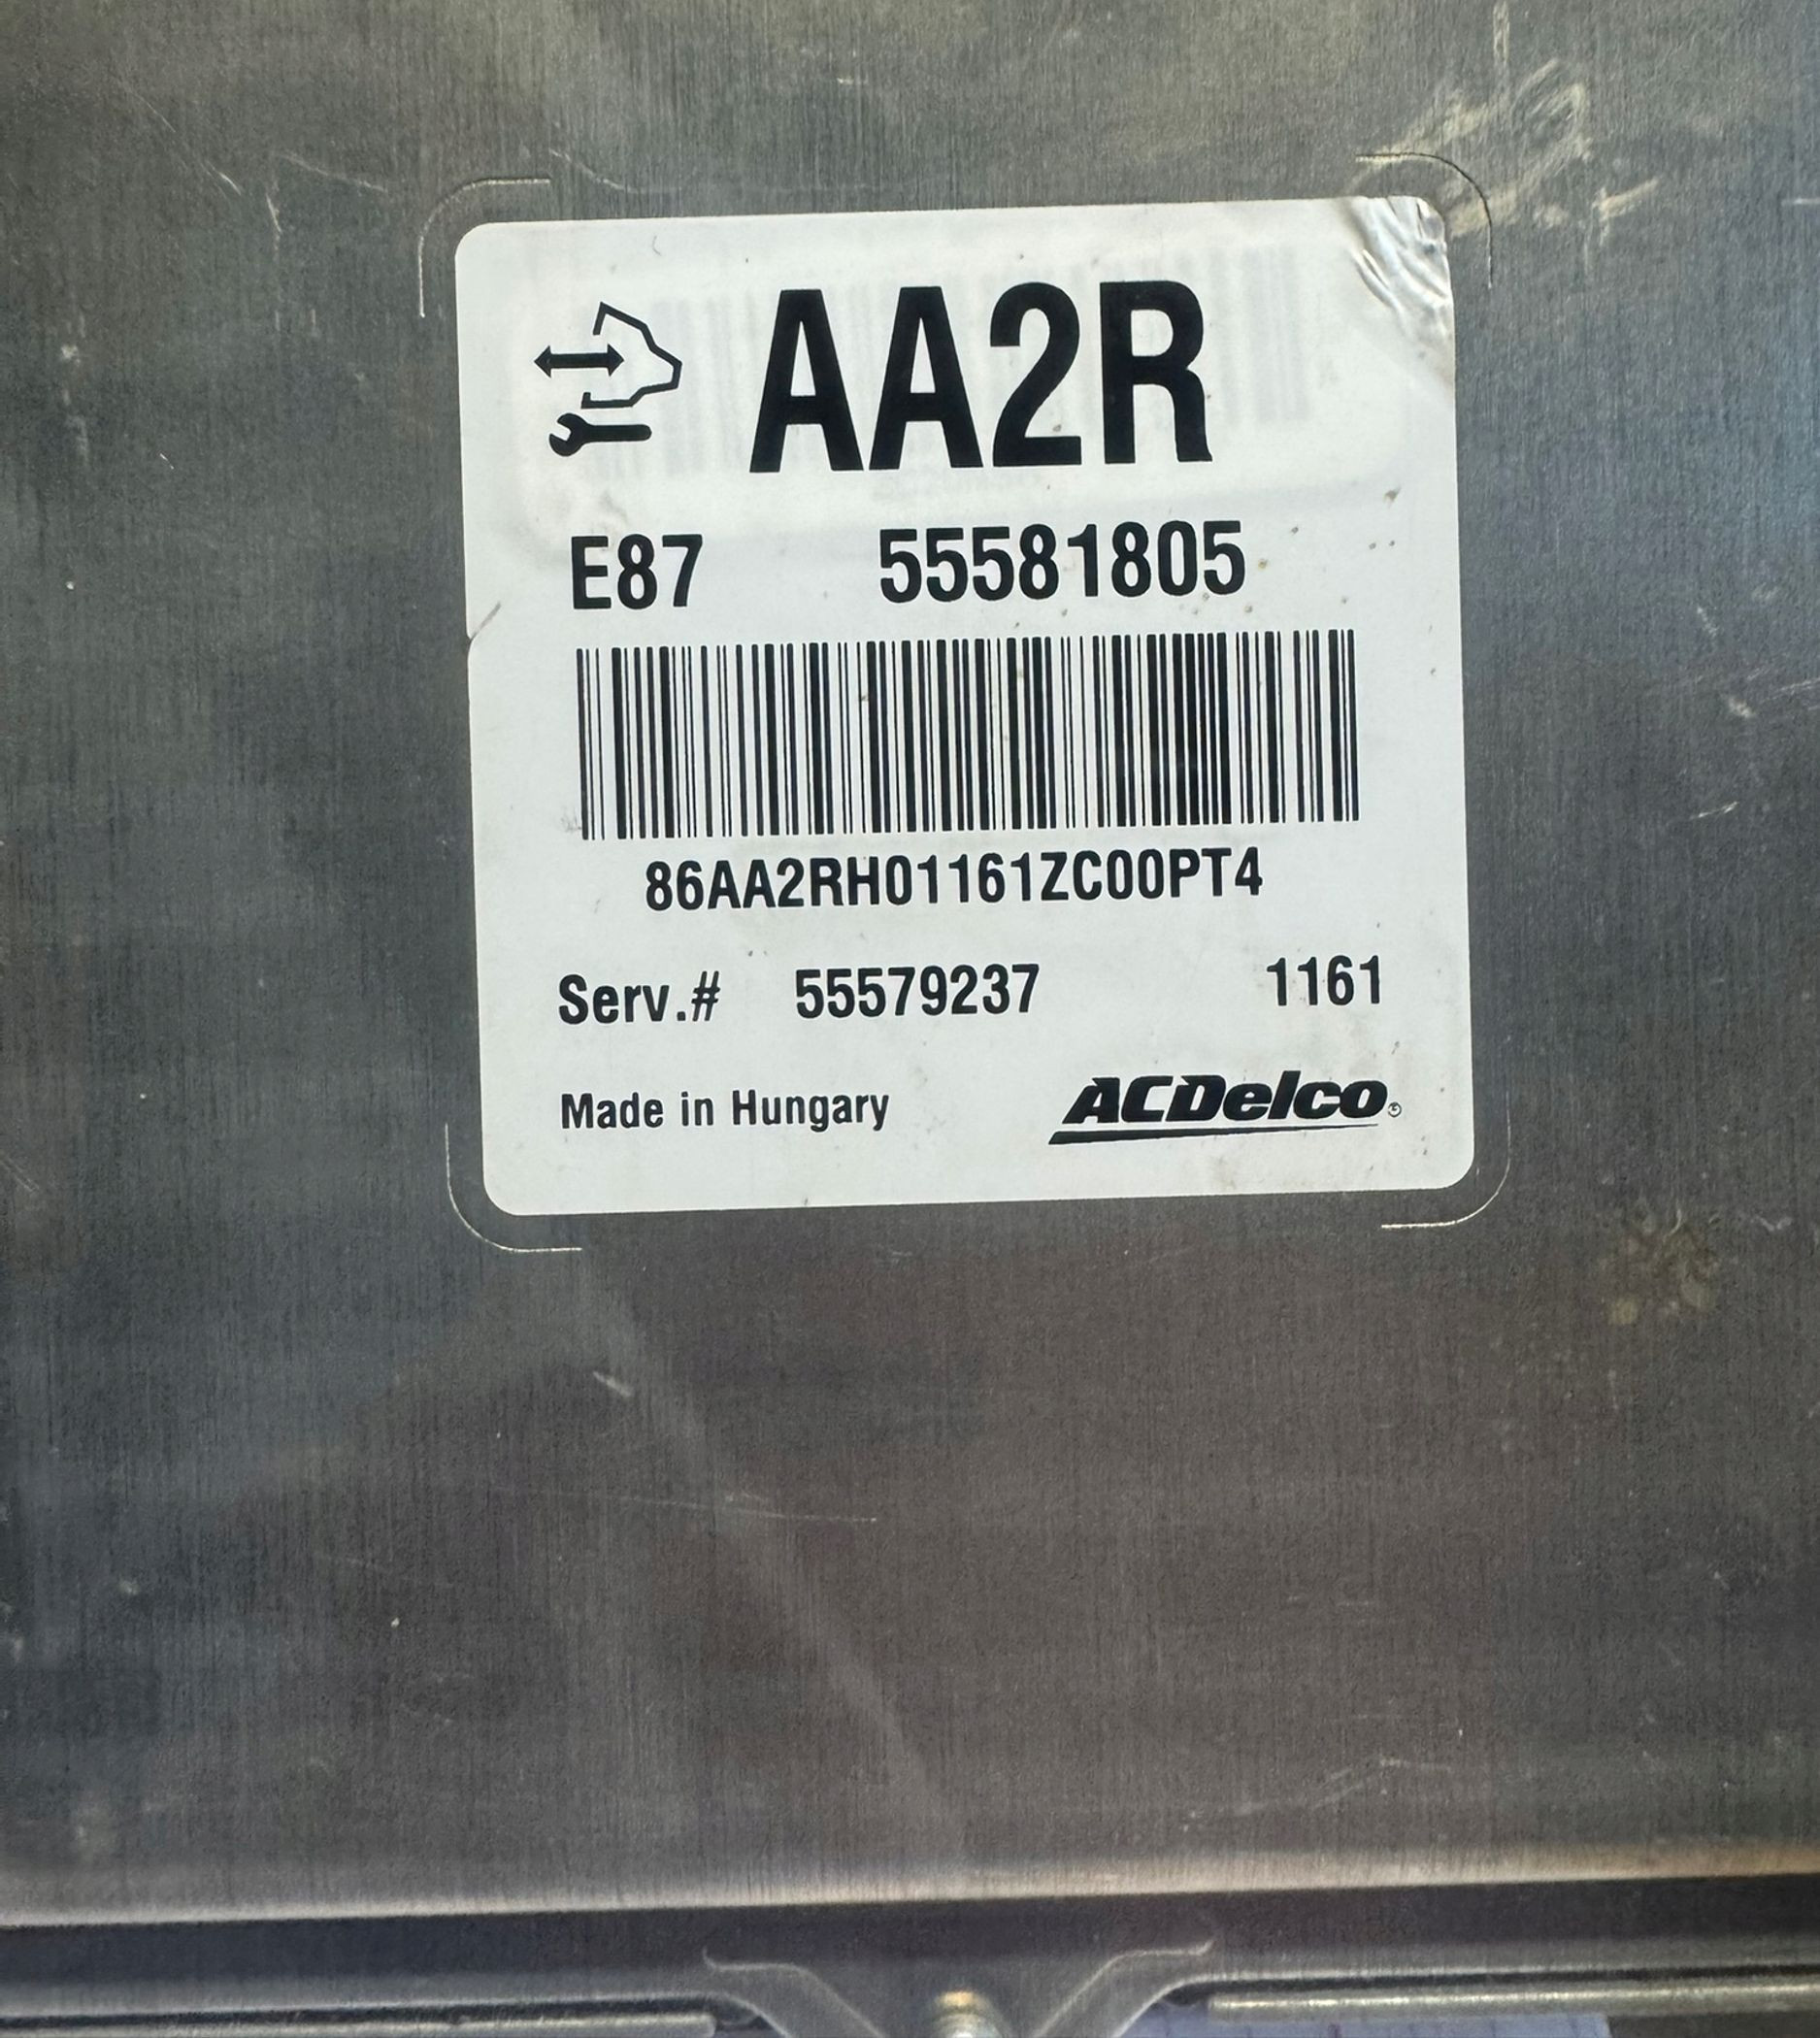 AA2R
E87 55581805
86AA2RH01161ZC00PT4
Serv.# 55579237 1161
Made in Hungary ACDelco®